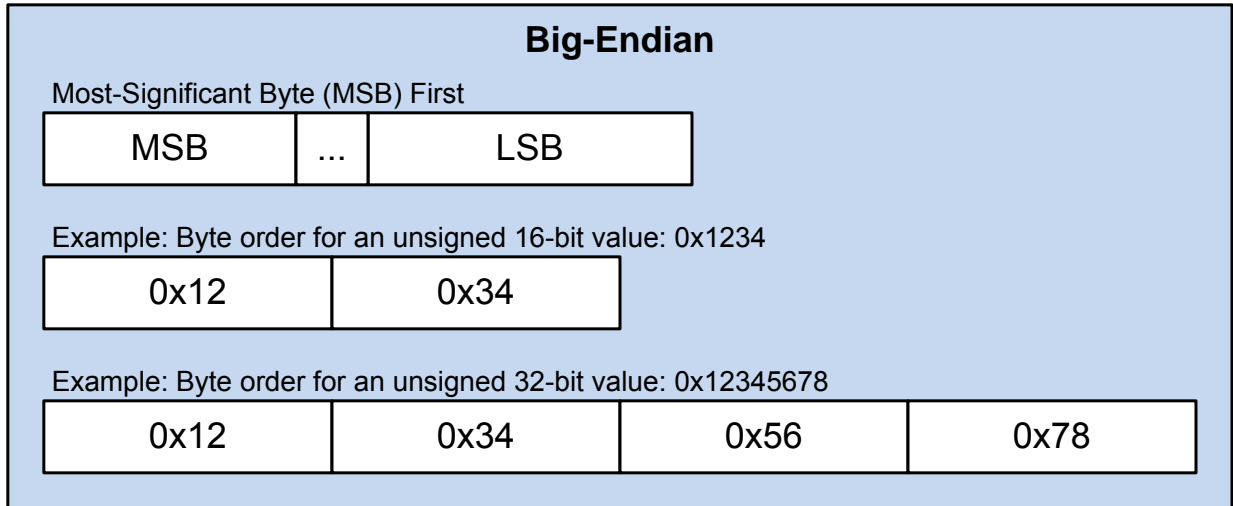 Big-Endian
Most-Significant Byte (MSB) First
MSB ... LSB
Example: Byte order for an unsigned 16-bit value: 0x1234
0x12 0x34
Example: Byte order for an unsigned 32-bit value: 0x12345678
0x12 0x34 0x56 0x78